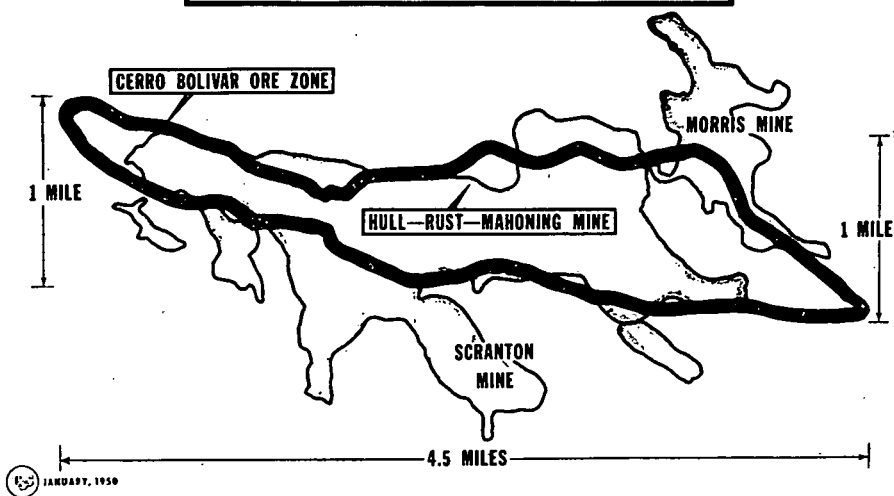 CERRO BOLIVAR ORE ZONE
MORRIS MINE
1 MILE
HULL—RUST—MAHONING MINE
1 MILE
SCRANTON
MINE
4.5 MILES
JANUARY, 1950